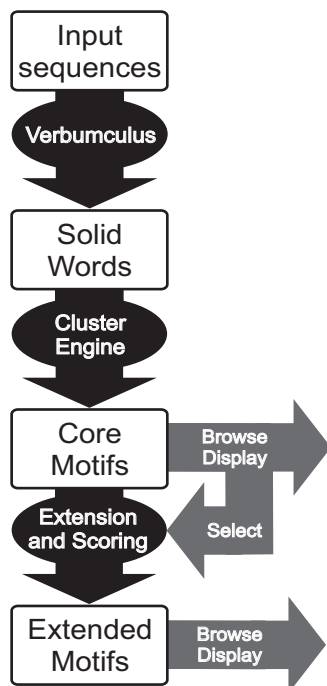 Input
sequences
Verbumculus
Solid
Words
Cluster
Engine
Core
Motifs
Browse
Display
Extension
and Scoring
Select
Extended
Motifs
Browse
Display